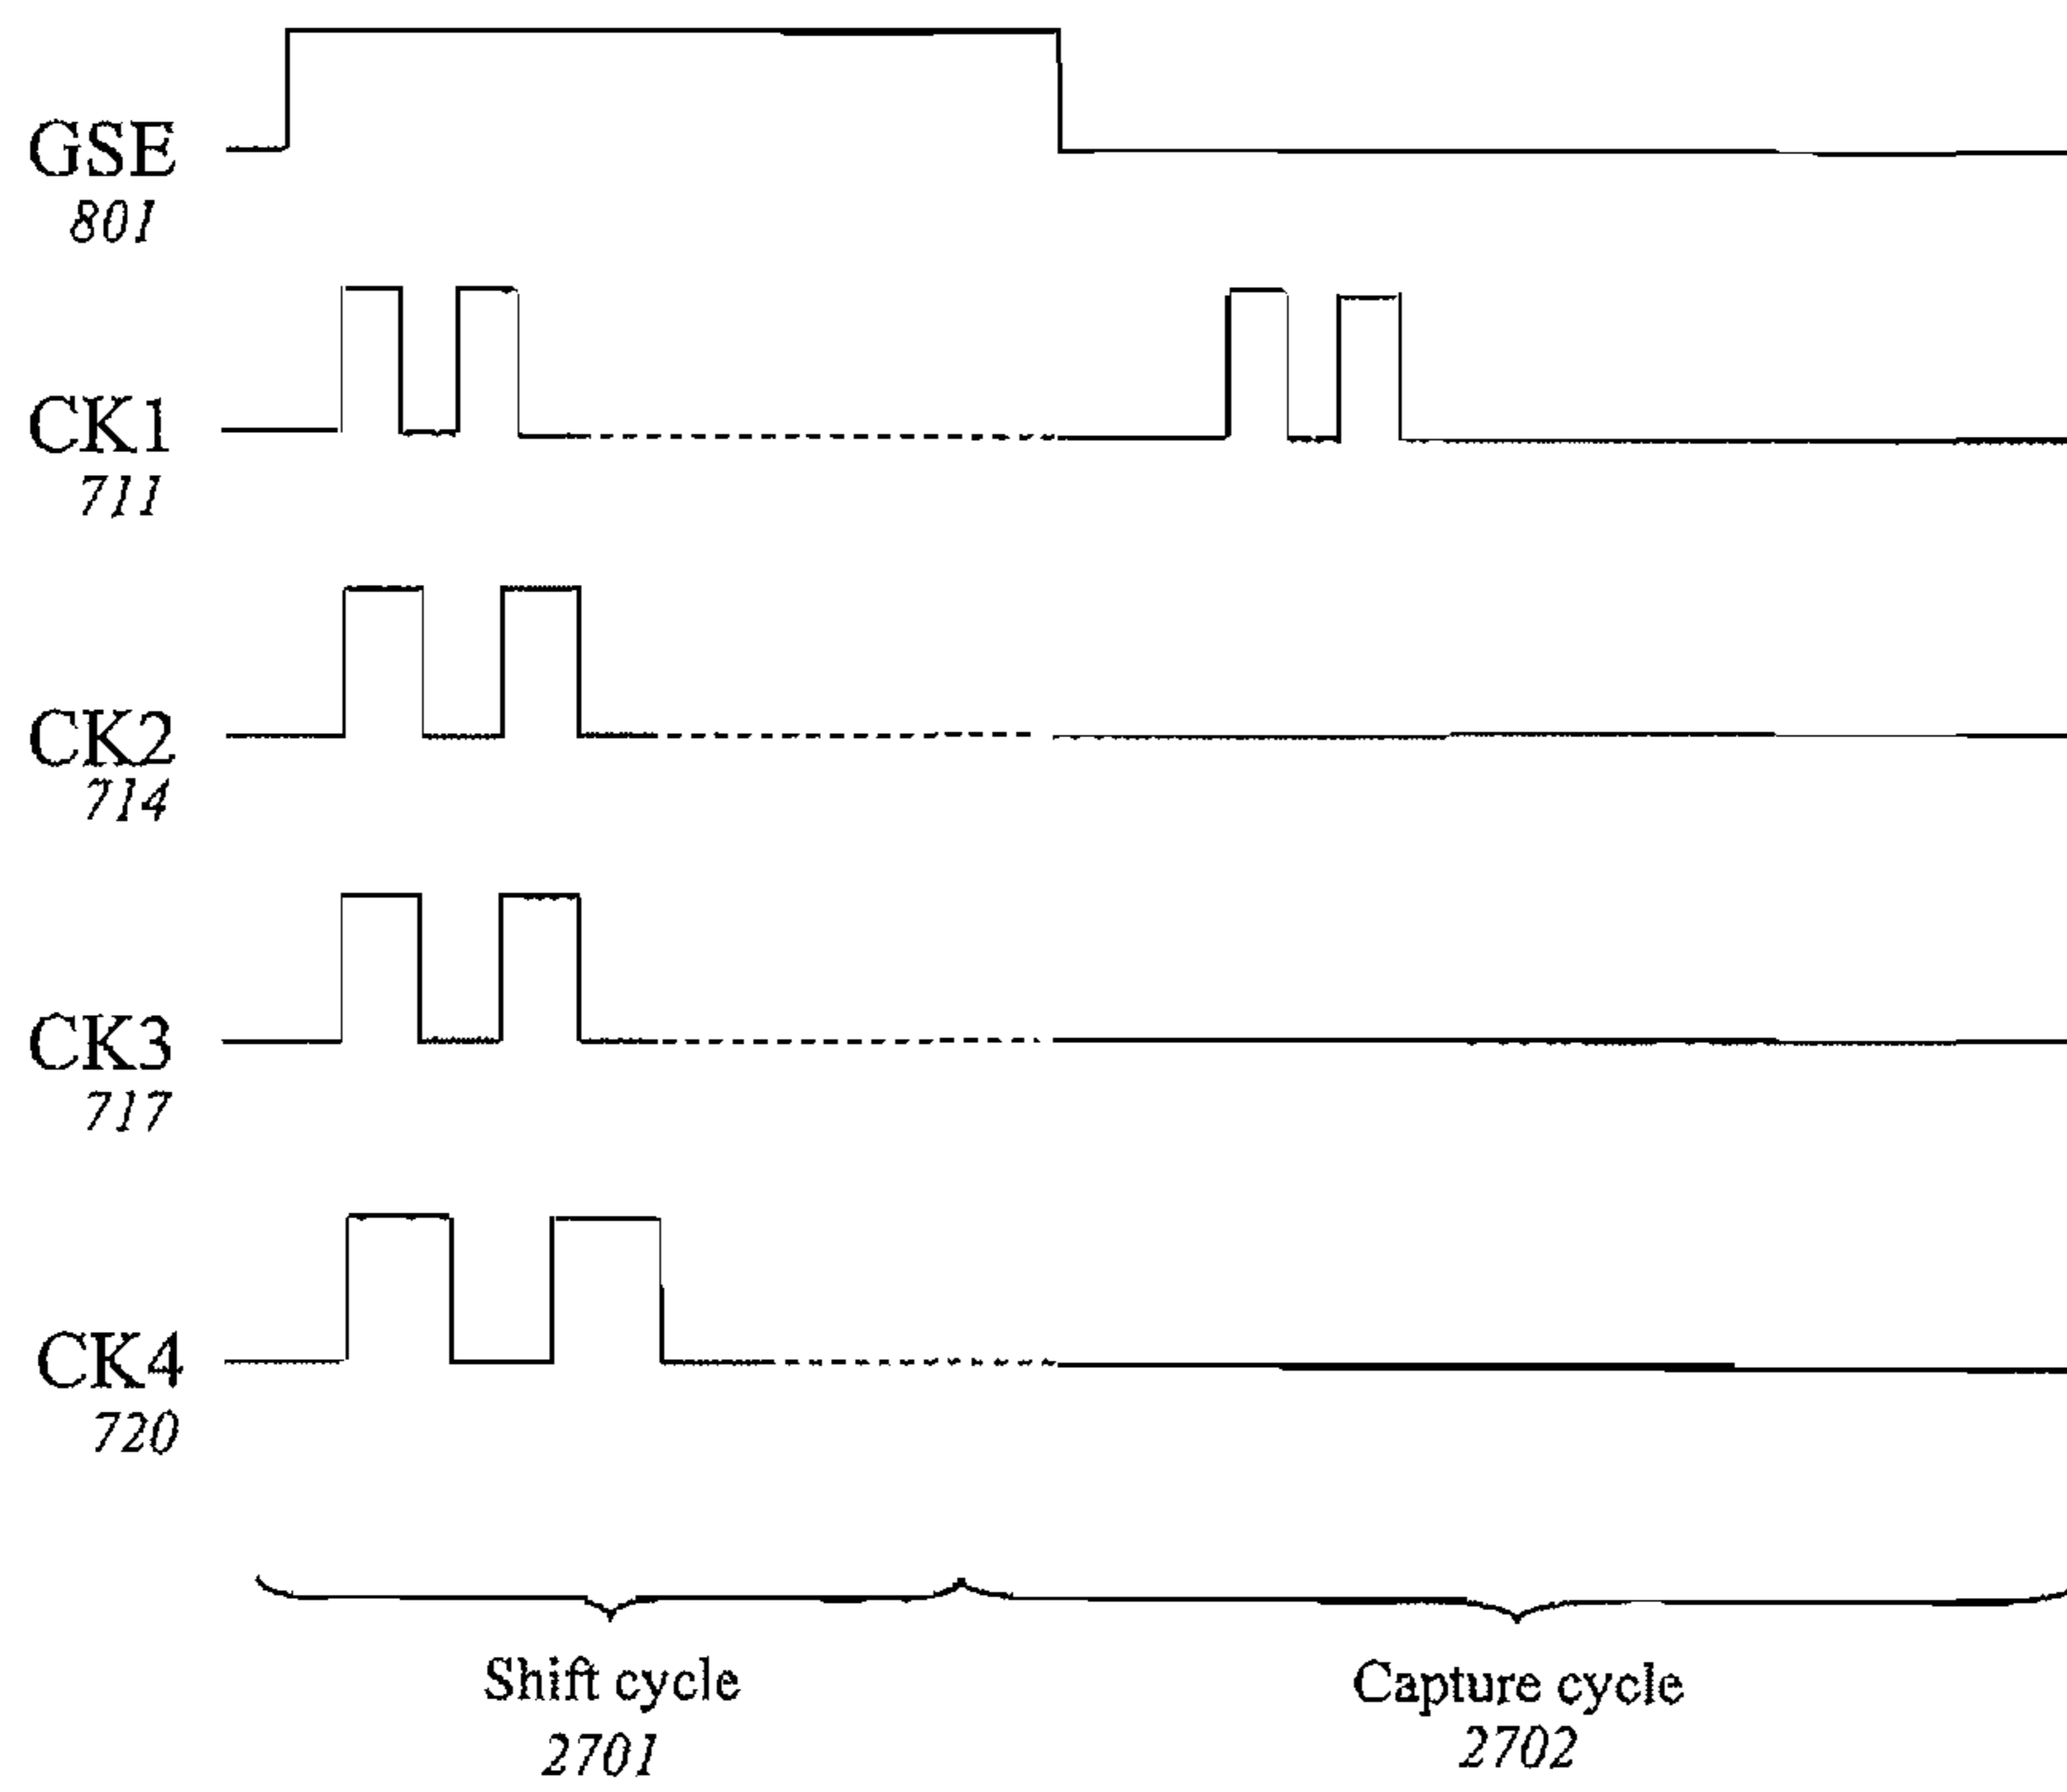 GSE
801
CK1
711
CK2
714
CK3
717
CK4
720
Shift cycle
2701
Capture cycle
2702